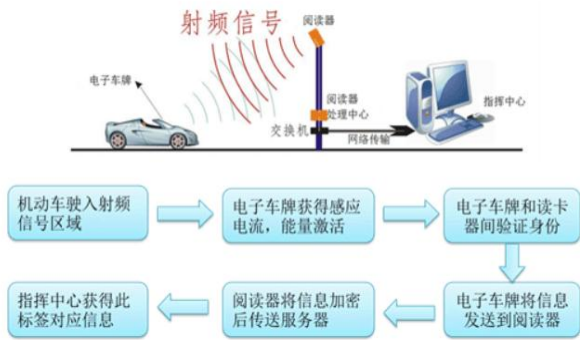 射频信号
阅读器
电子车牌
阅读器
处理中心
交换机
网络传输
指挥中心
机动车驶入射频
信号区域
电子车牌获得感应
电流，能量激活
电子车牌和读卡
器间验证身份
电子车牌将信息
发送到阅读器
阅读器将信息加密
后传送服务器
指挥中心获得此
标签对应信息